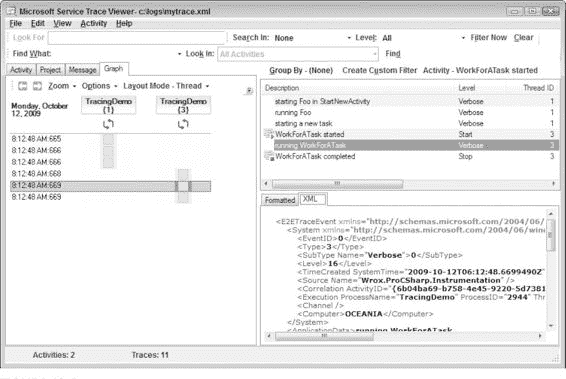 Microsoft Service Trace Viewer- c:\logs\mytrace.xml
File Edit View Activity Help
Look For Search In: None Level: All Filter Now Clear
Find What: Look In: All Activities Find
Activity Project Message Graph
Zoom Options Layout Mode - Thread
Monday, October 12, 2009
TracingDemo {1}
TracingDemo {3}
8:12:48 AM:665
8:12:48 AM:666
8:12:48 AM:666
8:12:48 AM:668
8:12:48 AM:669
8:12:48 AM:669
Group By - (None) Create Custom Filter Activity - WorkForATask started
Description Level Thread ID
starting Foo in StartNewActivity Verbose 1
running Foo Verbose 1
starting a new task Verbose 1
WorkForATask started Start 3
running WorkForATask Verbose 3
WorkForATask completed Stop 3
Formatted XML
<E2ETraceEvent xmlns="http://schemas.microsoft.com/2004/06/
<System xmlns="http://schemas.microsoft.com/2004/06/win
<EventID>0</EventID>
<Type>3</Type>
<SubType Name="Verbose">0</SubType>
<Level>16</Level>
<TimeCreated SystemTime="2009-10-12T06:12:48.6699490Z"
<Source Name="Wrox.ProCSharp.Instrumentation" />
<Correlation ActivityID="{6b04ba69-b758-4e45-9220-5d7381
<Execution ProcessName="TracingDemo" ProcessID="2944" Thr
<Channel />
<Computer>OCEANIA</Computer>
</System>
<ApplicationData>running WorkForATask
Activities: 2 Traces: 11